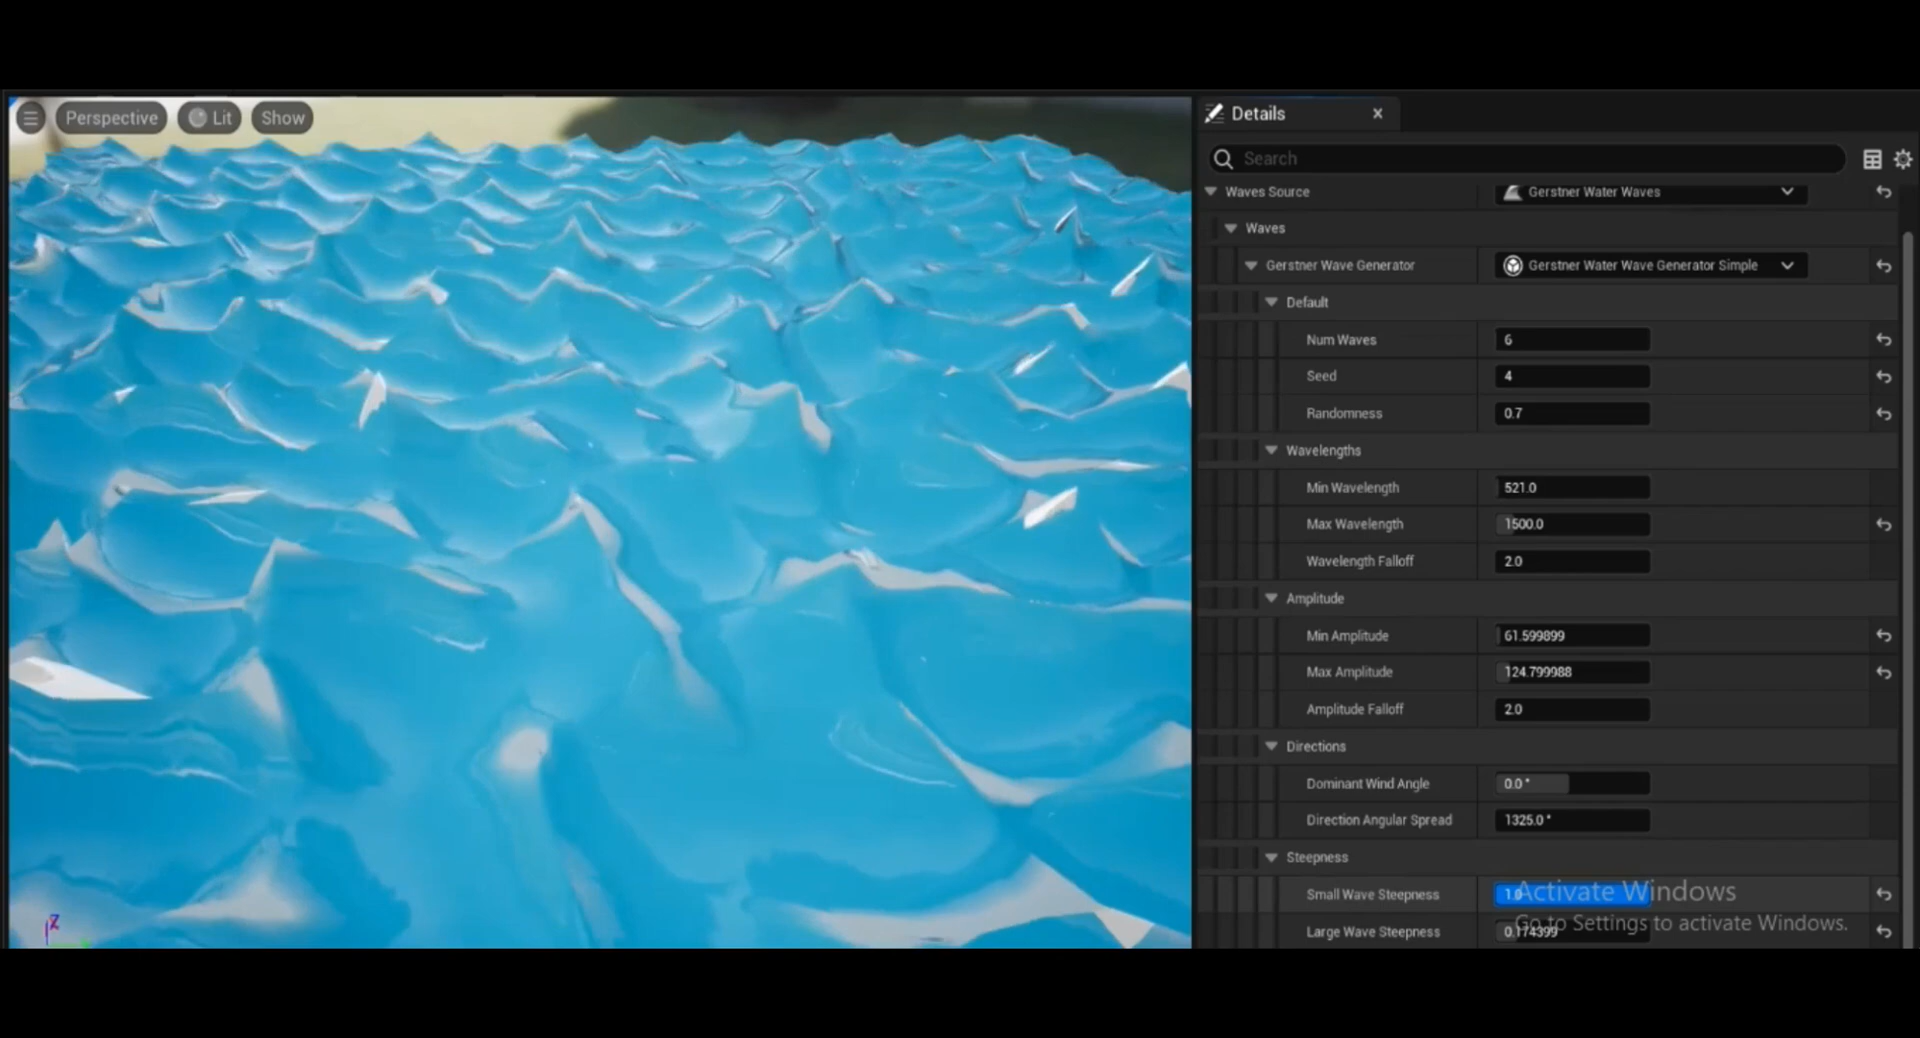 Perspective Lit Show
Details
Search
Waves Source Gerstner Water Waves
Waves
Gerstner Wave Generator Gerstner Water Wave Generator Simple
Default
Num Waves 6
Seed 4
Randomness 0.7
Wavelengths
Min Wavelength 521.0
Max Wavelength 1500.0
Wavelength Falloff 2.0
Amplitude
Min Amplitude 61.599899
Max Amplitude 124.799988
Amplitude Falloff 2.0
Directions
Dominant Wind Angle 0.0 °
Direction Angular Spread 1325.0 °
Steepness
Small Wave Steepness 1.0
Activate Windows
Go to Settings to activate Windows.
Large Wave Steepness 0.174399
Z